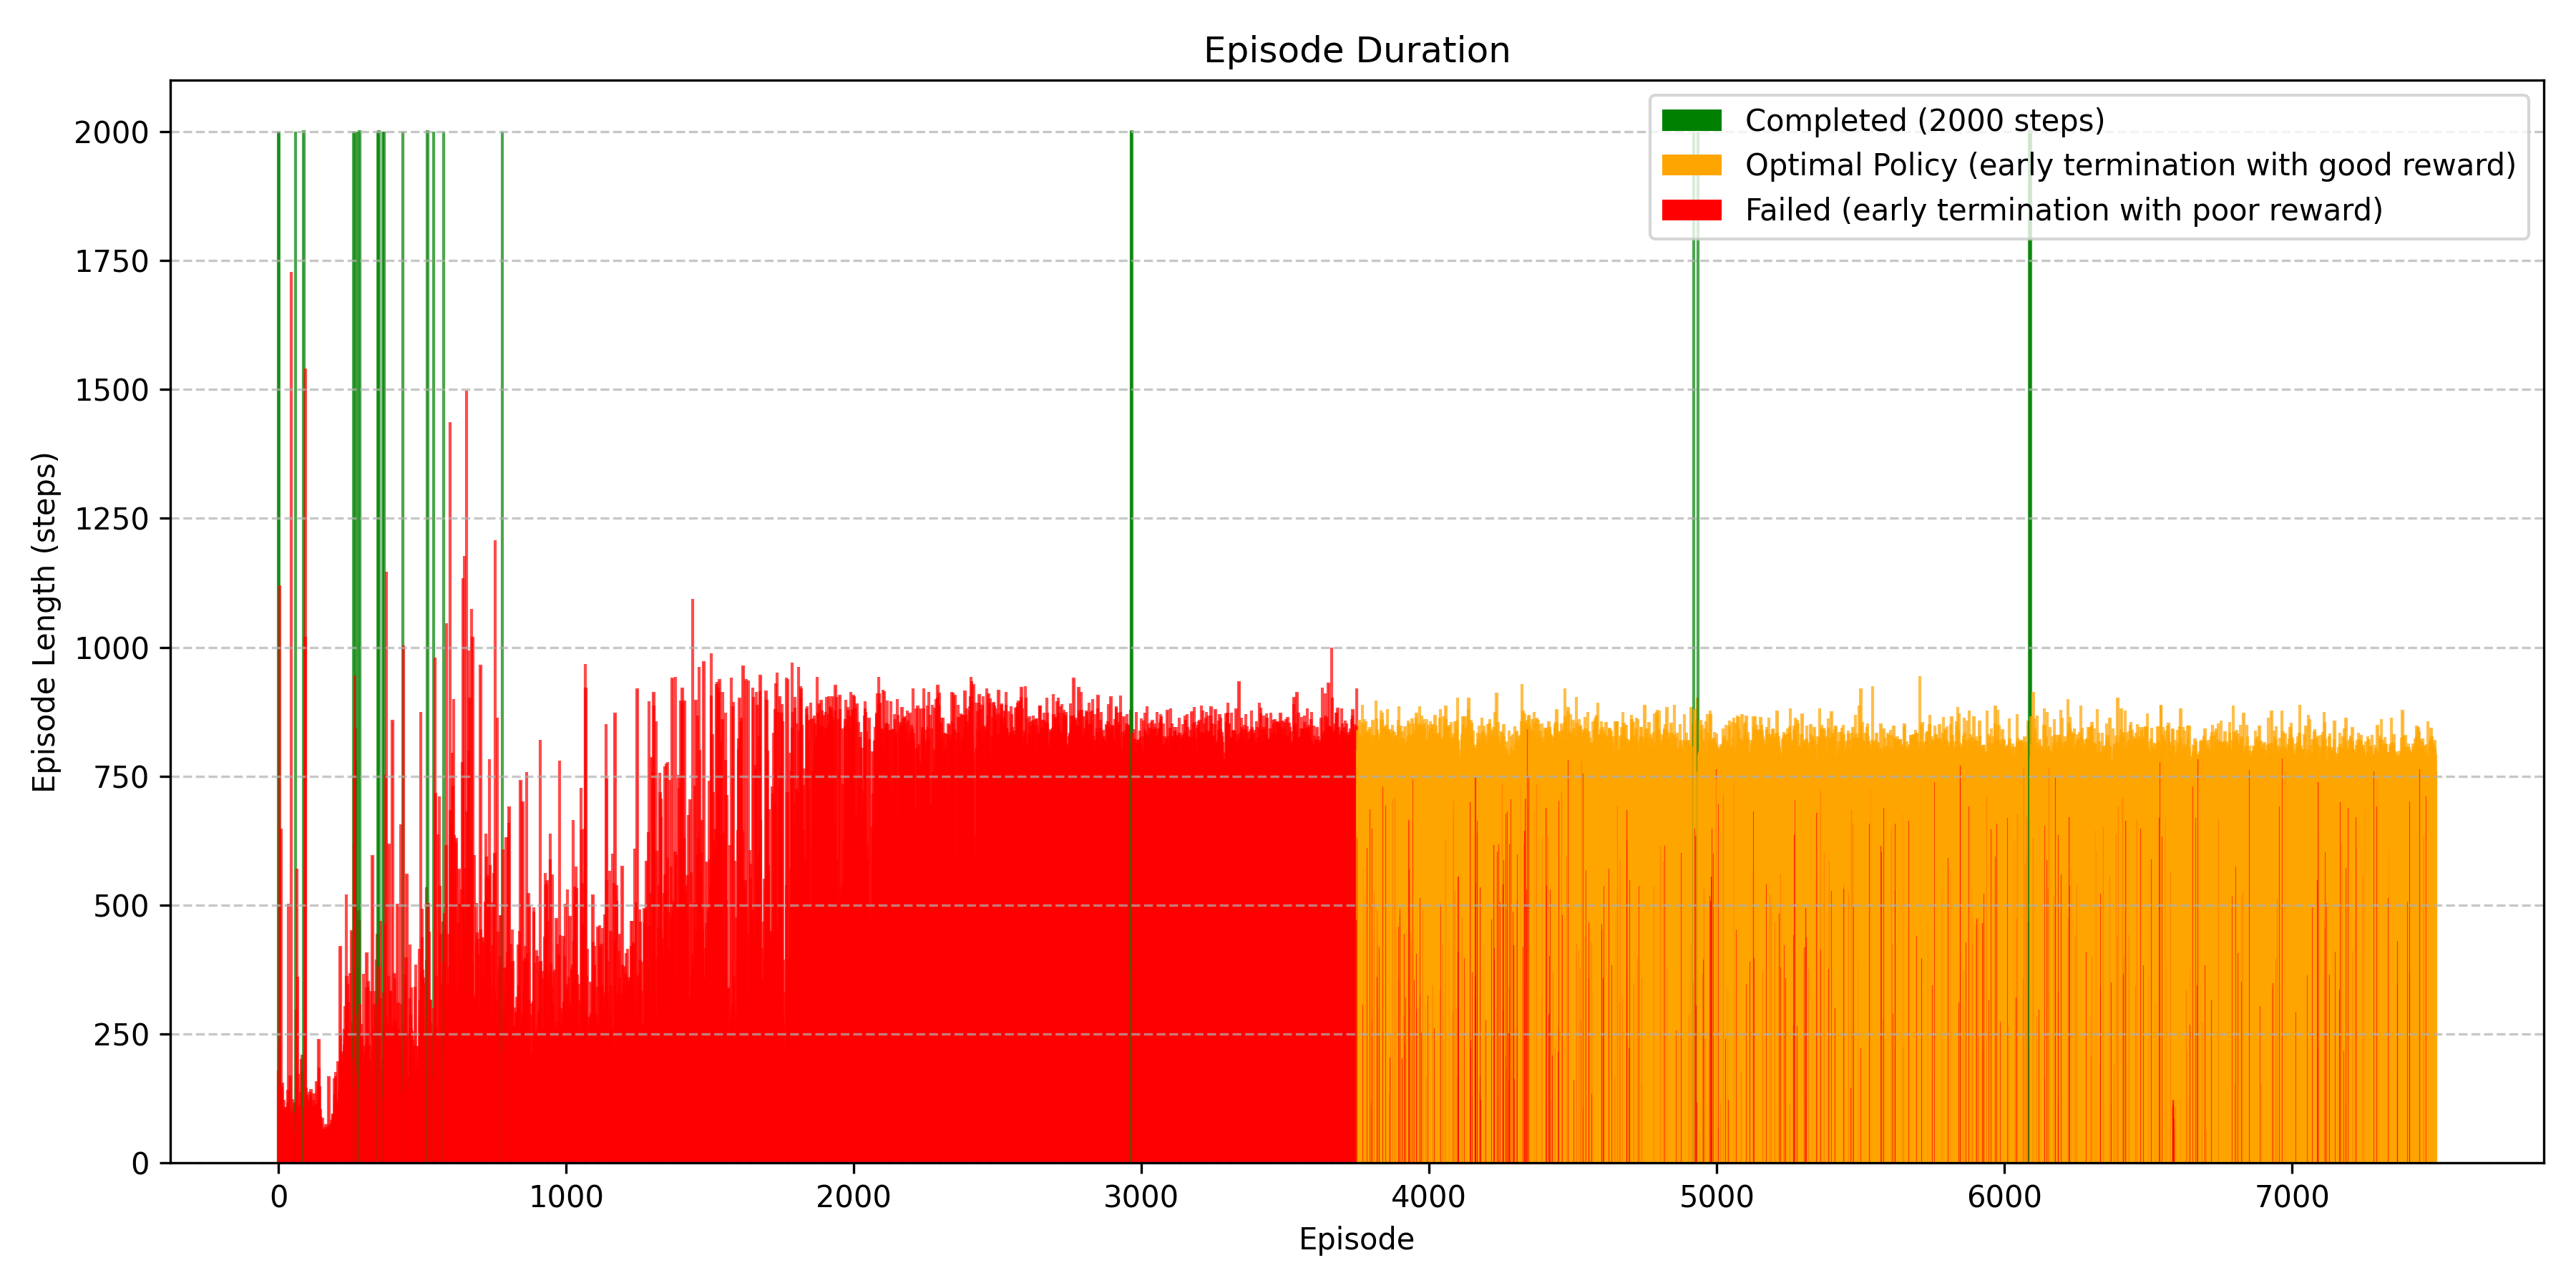 Episode Duration
Completed (2000 steps)
Optimal Policy (early termination with good reward)
Failed (early termination with poor reward)
Episode Length (steps)
2000
1750
1500
1250
1000
750
500
250
0
0 1000 2000 3000 4000 5000 6000 7000
Episode